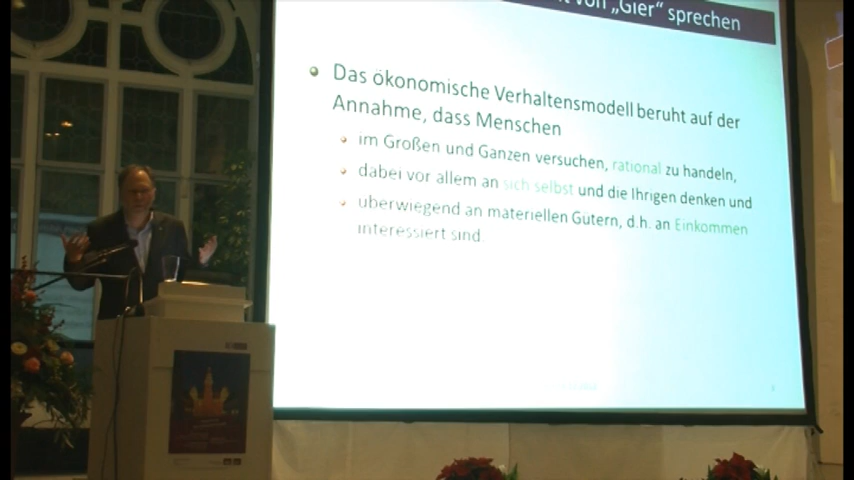 von „Gier“ sprechen
Das ökonomische Verhaltensmodell beruht auf der
Annahme, dass Menschen
im Großen und Ganzen versuchen, rational zu handeln,
dabei vor allem an sich selbst und die Ihrigen denken und
überwiegend an materiellen Gütern, d.h. an Einkommen
interessiert sind.